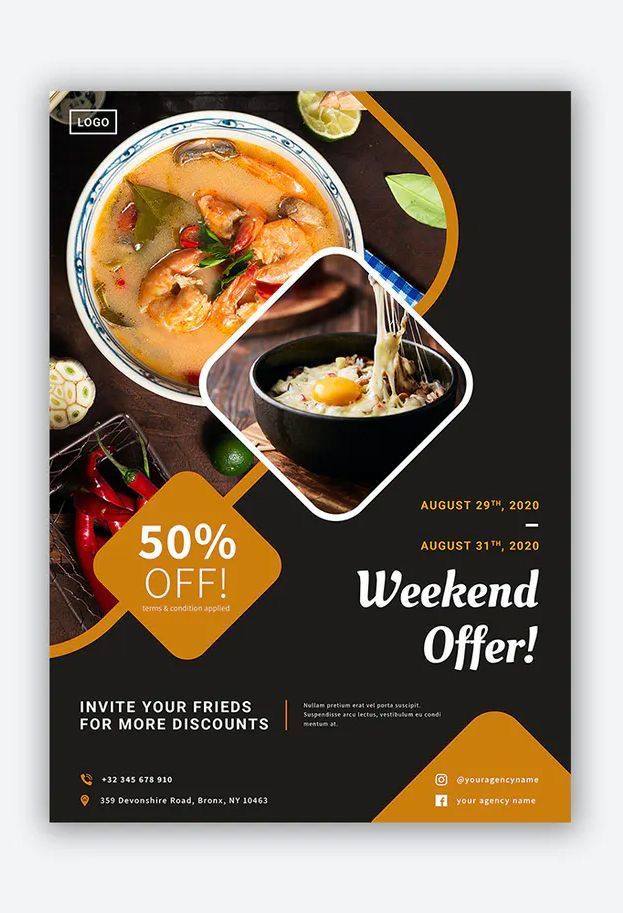 LOGO
AUGUST 29TH, 2020
—
AUGUST 31TH, 2020
50%
OFF!
terms & condition applied
Weekend
Offer!
INVITE YOUR FRIEDS
FOR MORE DISCOUNTS
Nullam pretium erat vel porta suscipit.
Suspendisse arcu lectus, vestibulum eu condi
mentum at.
+32 345 678 910
359 Devonshire Road, Bronx, NY 10463
@youragencyname
your agency name